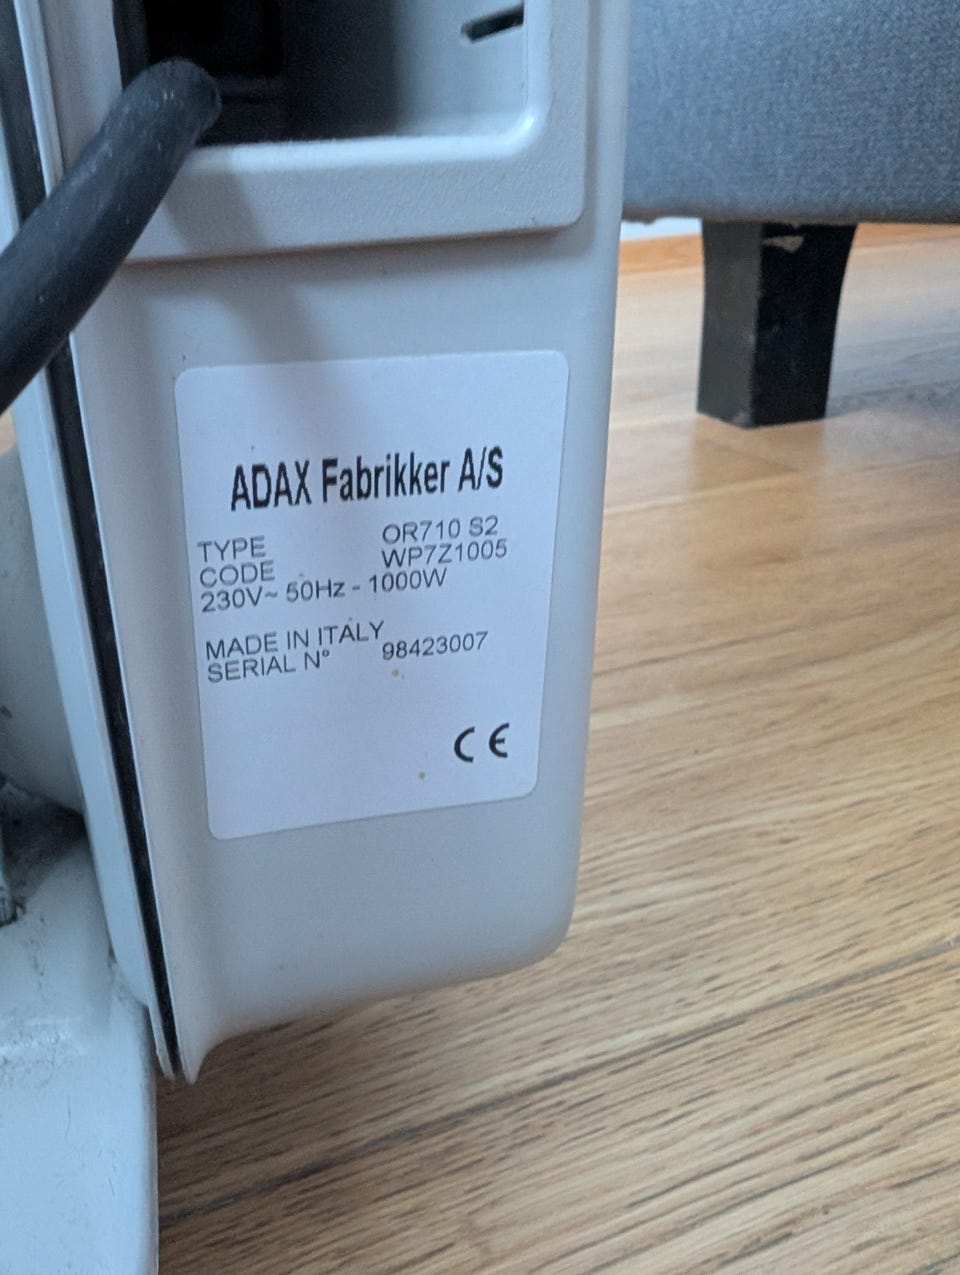 ADAX Fabrikker A/S
TYPE OR710 S2
CODE WP7Z1005
230V~ 50Hz - 1000W
MADE IN ITALY
SERIAL N° 98423007
CE